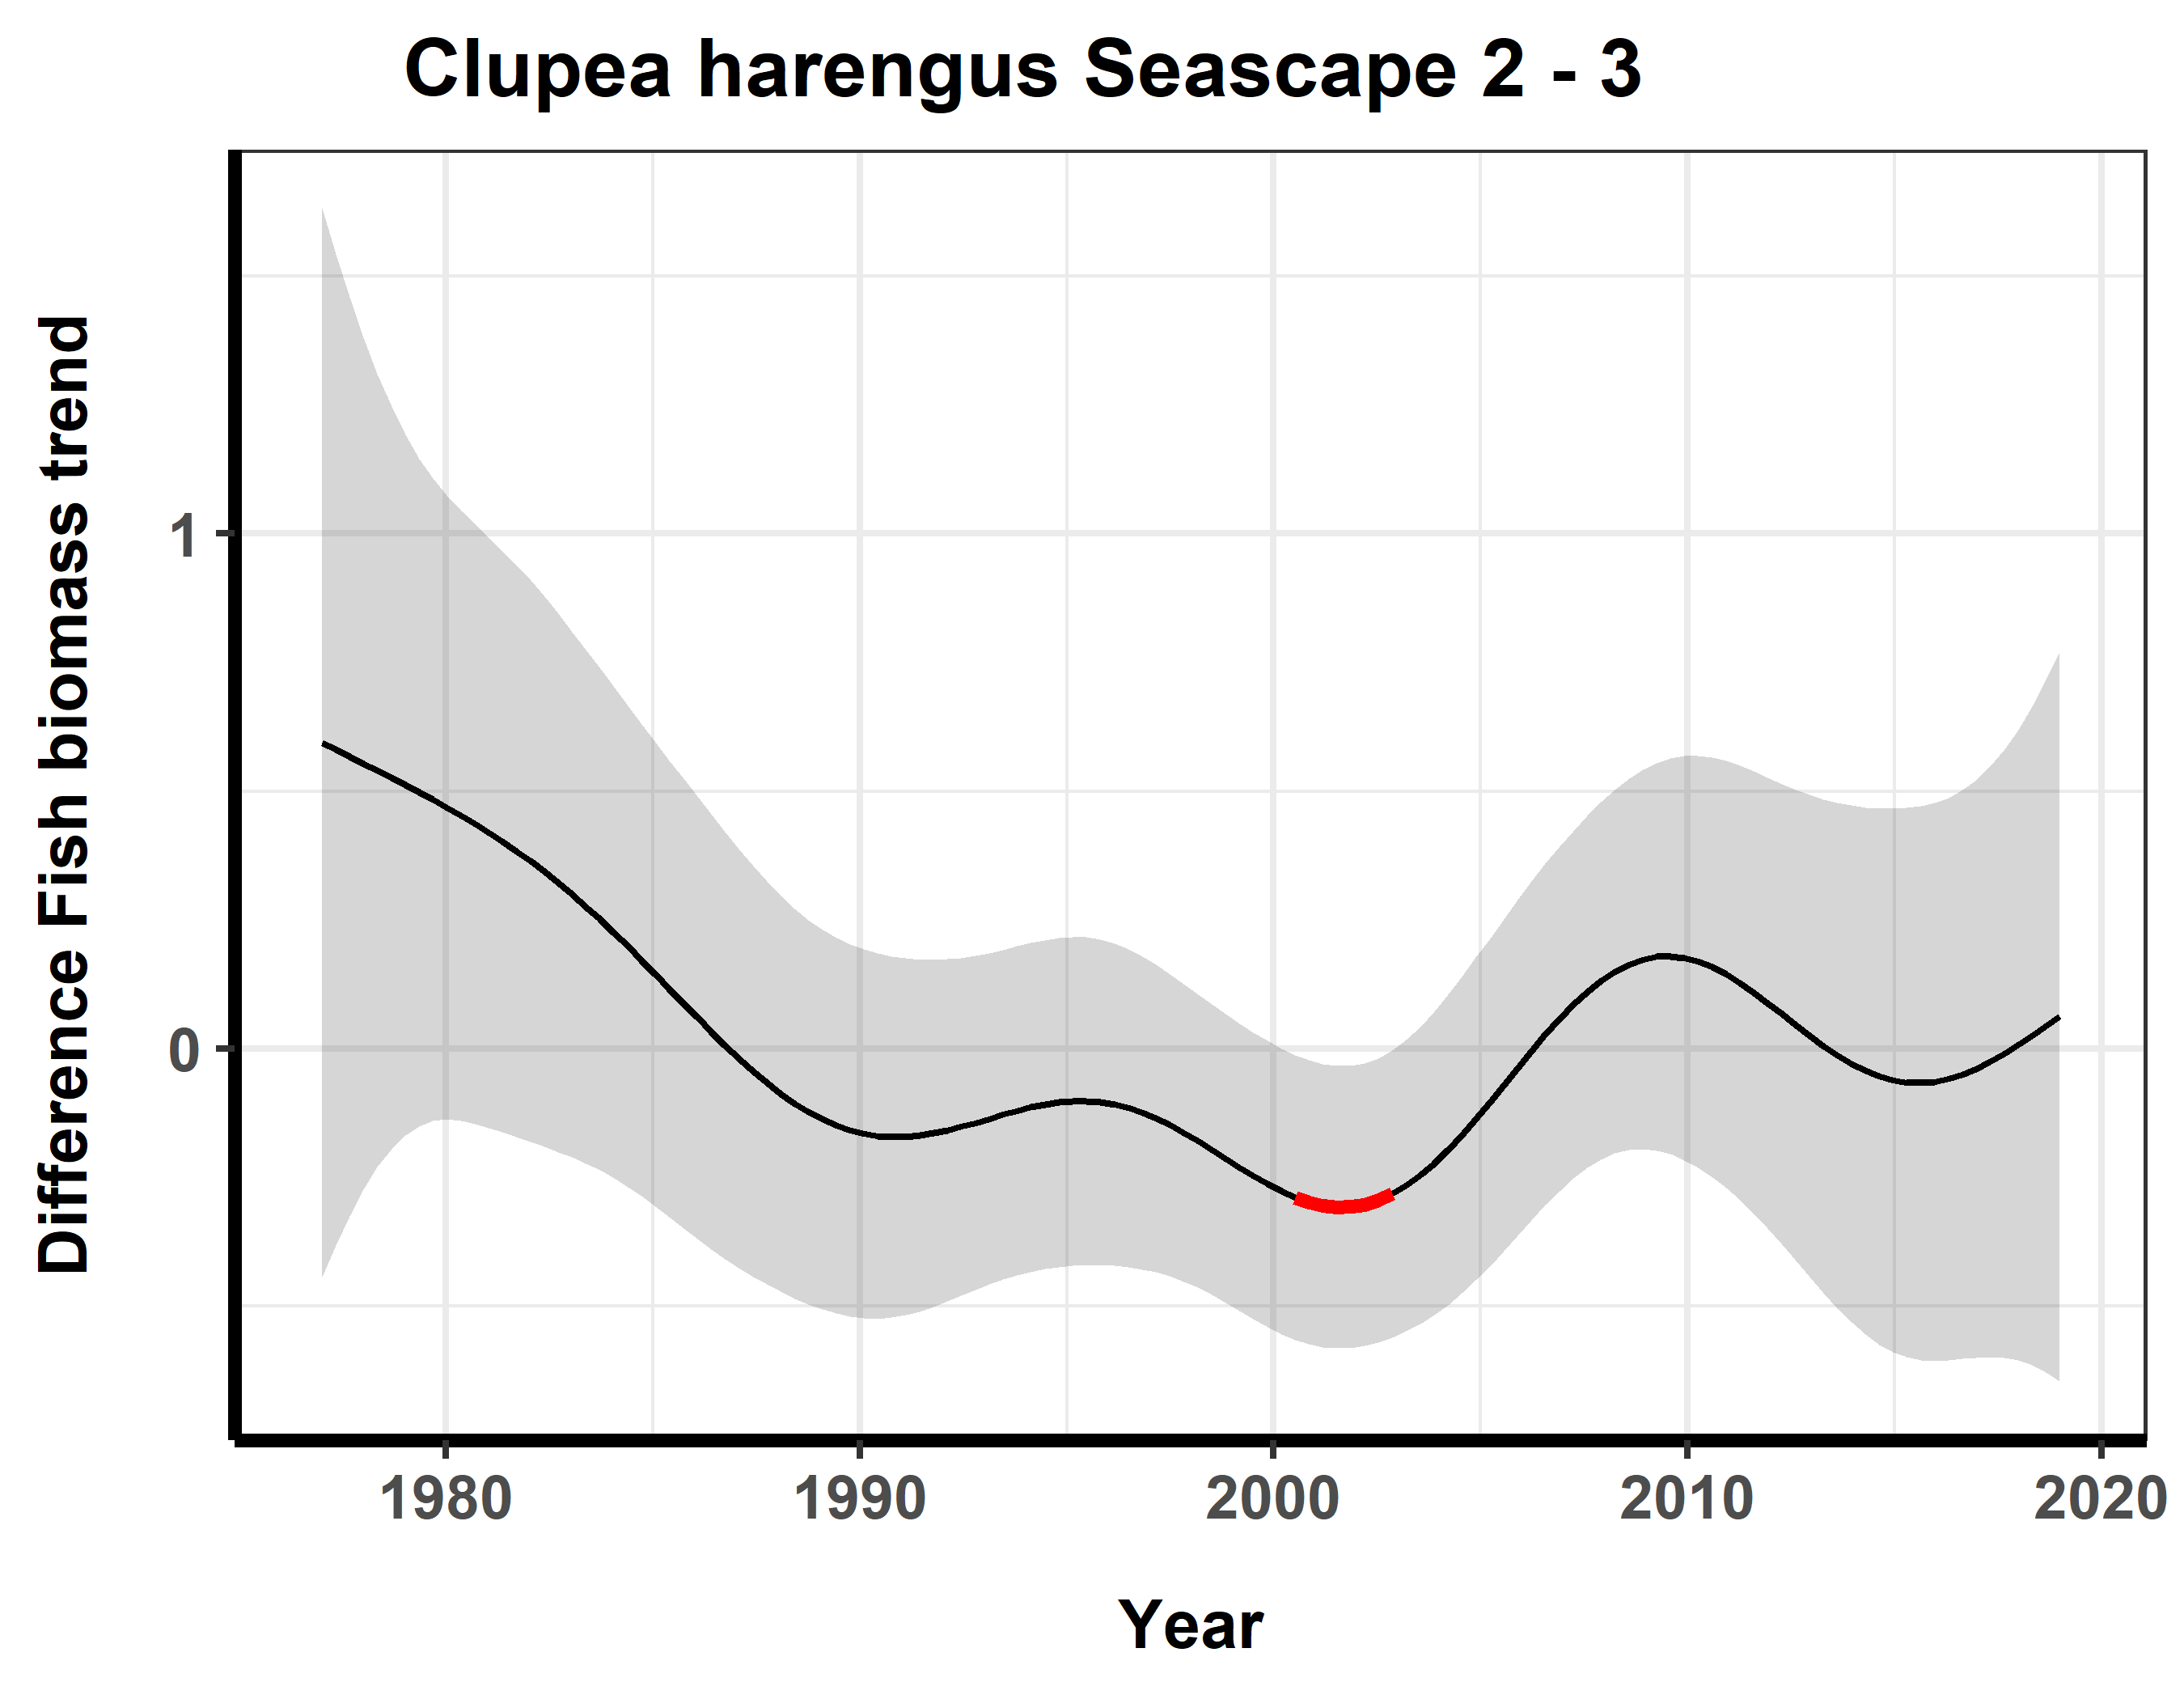 Clupea harengus Seascape 2 - 3
Difference Fish biomass trend
1
0
1980 1990 2000 2010 2020
Year